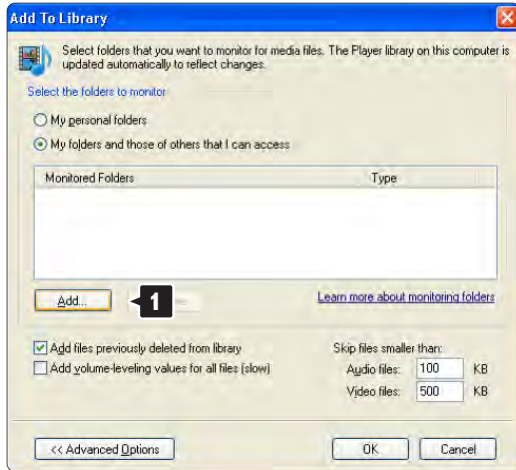 Add To Library
Select folders that you want to monitor for media files. The Player library on this computer is
updated automatically to reflect changes.
Select the folders to monitor
My personal folders
My folders and those of others that I can access
Monitored Folders Type
Add... 1 Learn more about monitoring folders
Add files previously deleted from library Skip files smaller than:
Add volume-leveling values for all files (slow) Audio files: 100 KB
Video files: 500 KB
<< Advanced Options OK Cancel